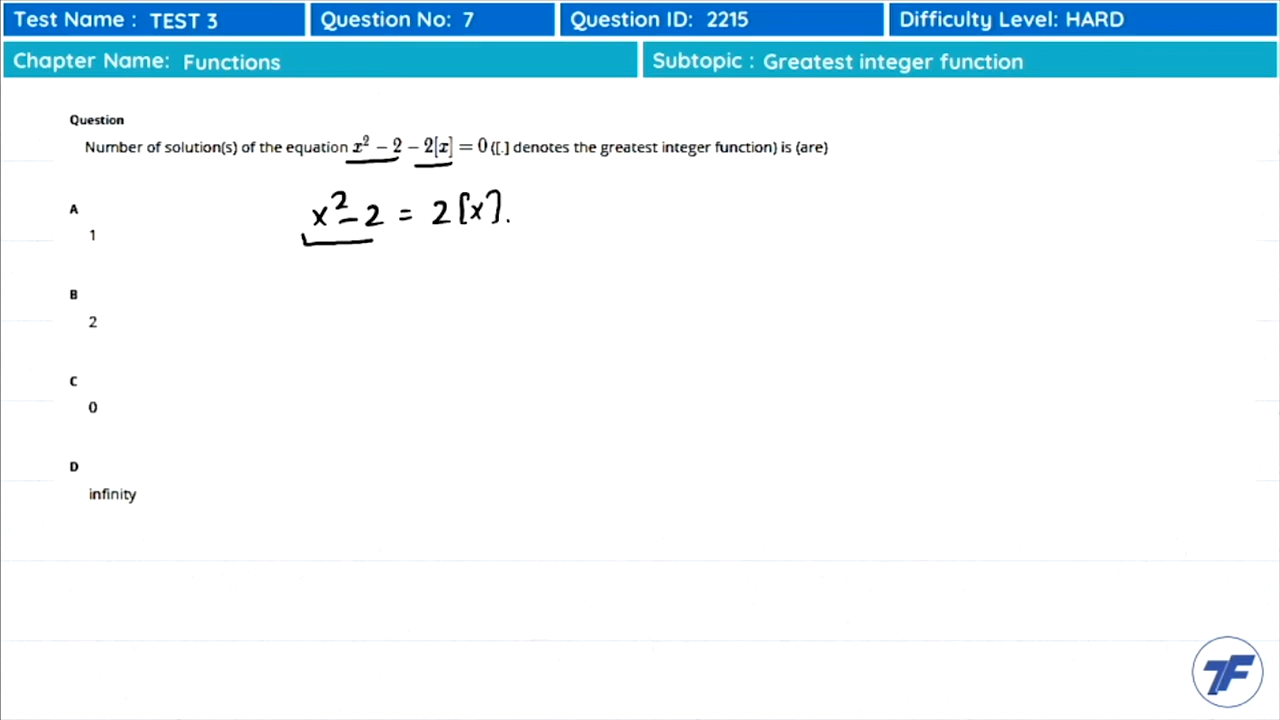 Test Name : TEST 3
Question No: 7
Question ID: 2215
Difficulty Level: HARD
Chapter Name: Functions
Subtopic : Greatest integer function
Question
Number of solution(s) of the equation x² − 2 − 2[x] = 0 ([.] denotes the greatest integer function) is (are)
x² − 2 = 2[x].
A
1
B
2
C
0
D
infinity
TF